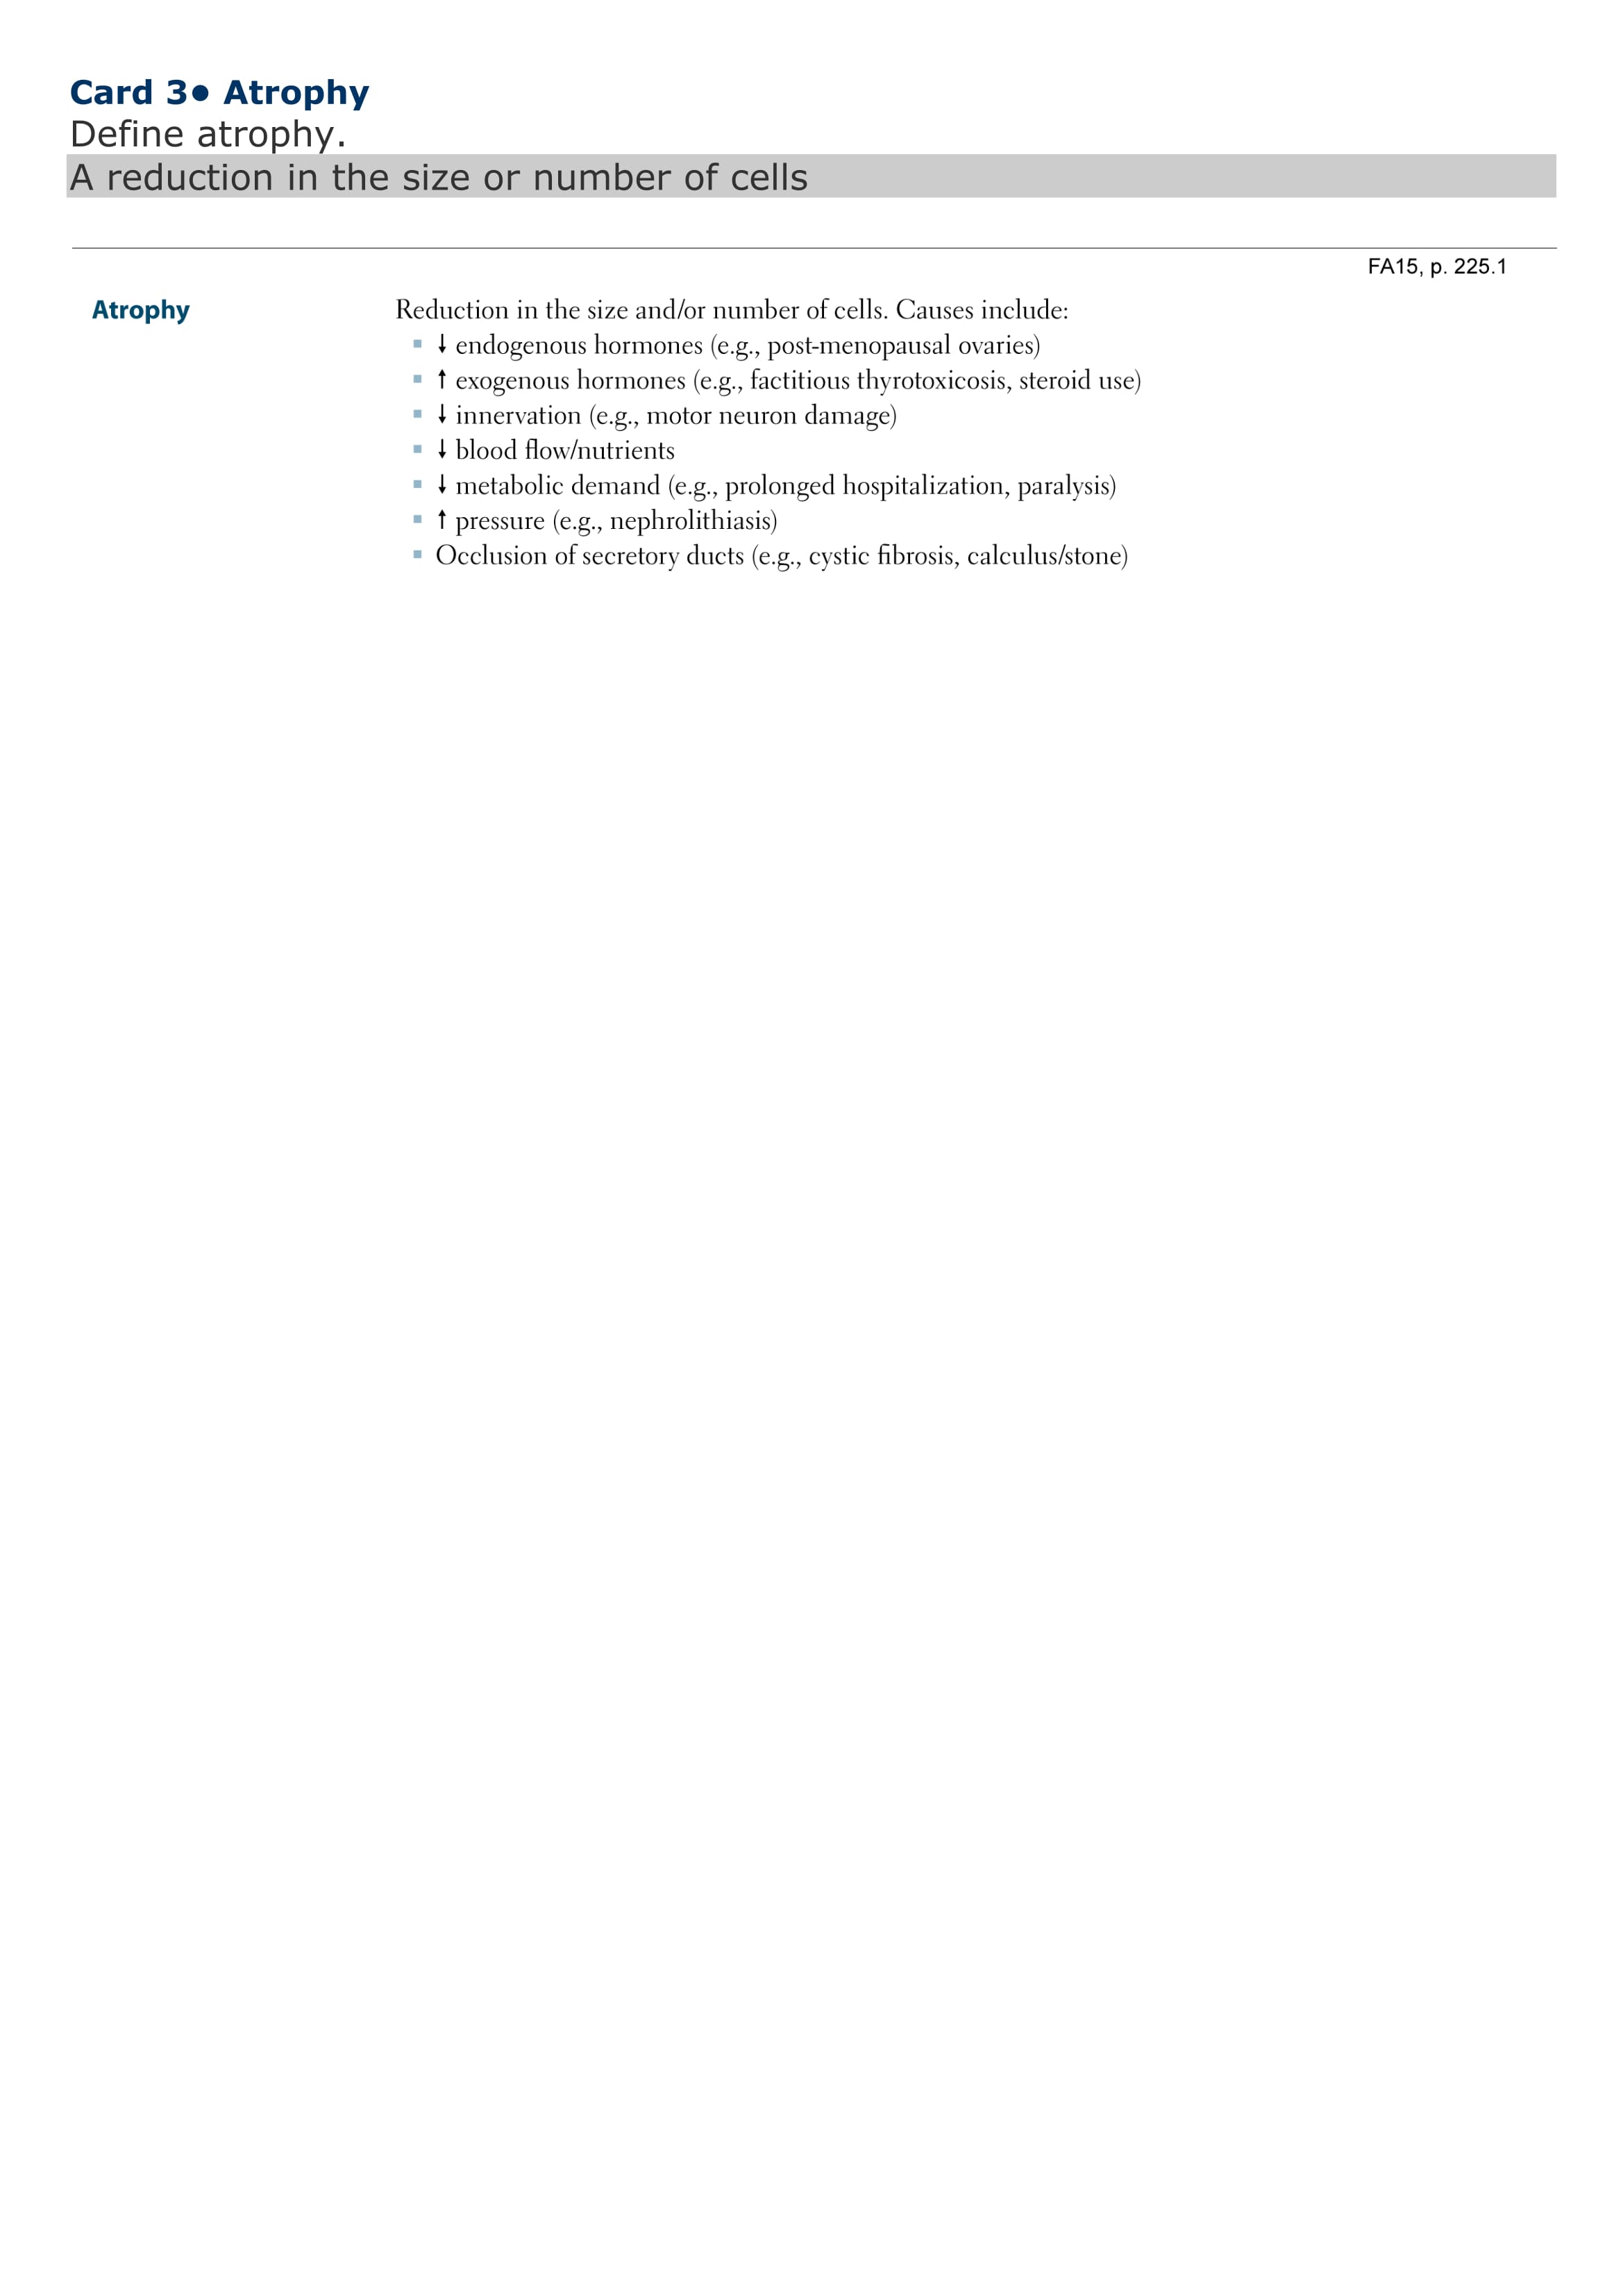 Card 3● Atrophy
Define atrophy.
A reduction in the size or number of cells
FA15, p. 225.1
Atrophy
Reduction in the size and/or number of cells. Causes include:
▪ ↓ endogenous hormones (e.g., post-menopausal ovaries)
▪ ↑ exogenous hormones (e.g., factitious thyrotoxicosis, steroid use)
▪ ↓ innervation (e.g., motor neuron damage)
▪ ↓ blood flow/nutrients
▪ ↓ metabolic demand (e.g., prolonged hospitalization, paralysis)
▪ ↑ pressure (e.g., nephrolithiasis)
▪ Occlusion of secretory ducts (e.g., cystic fibrosis, calculus/stone)